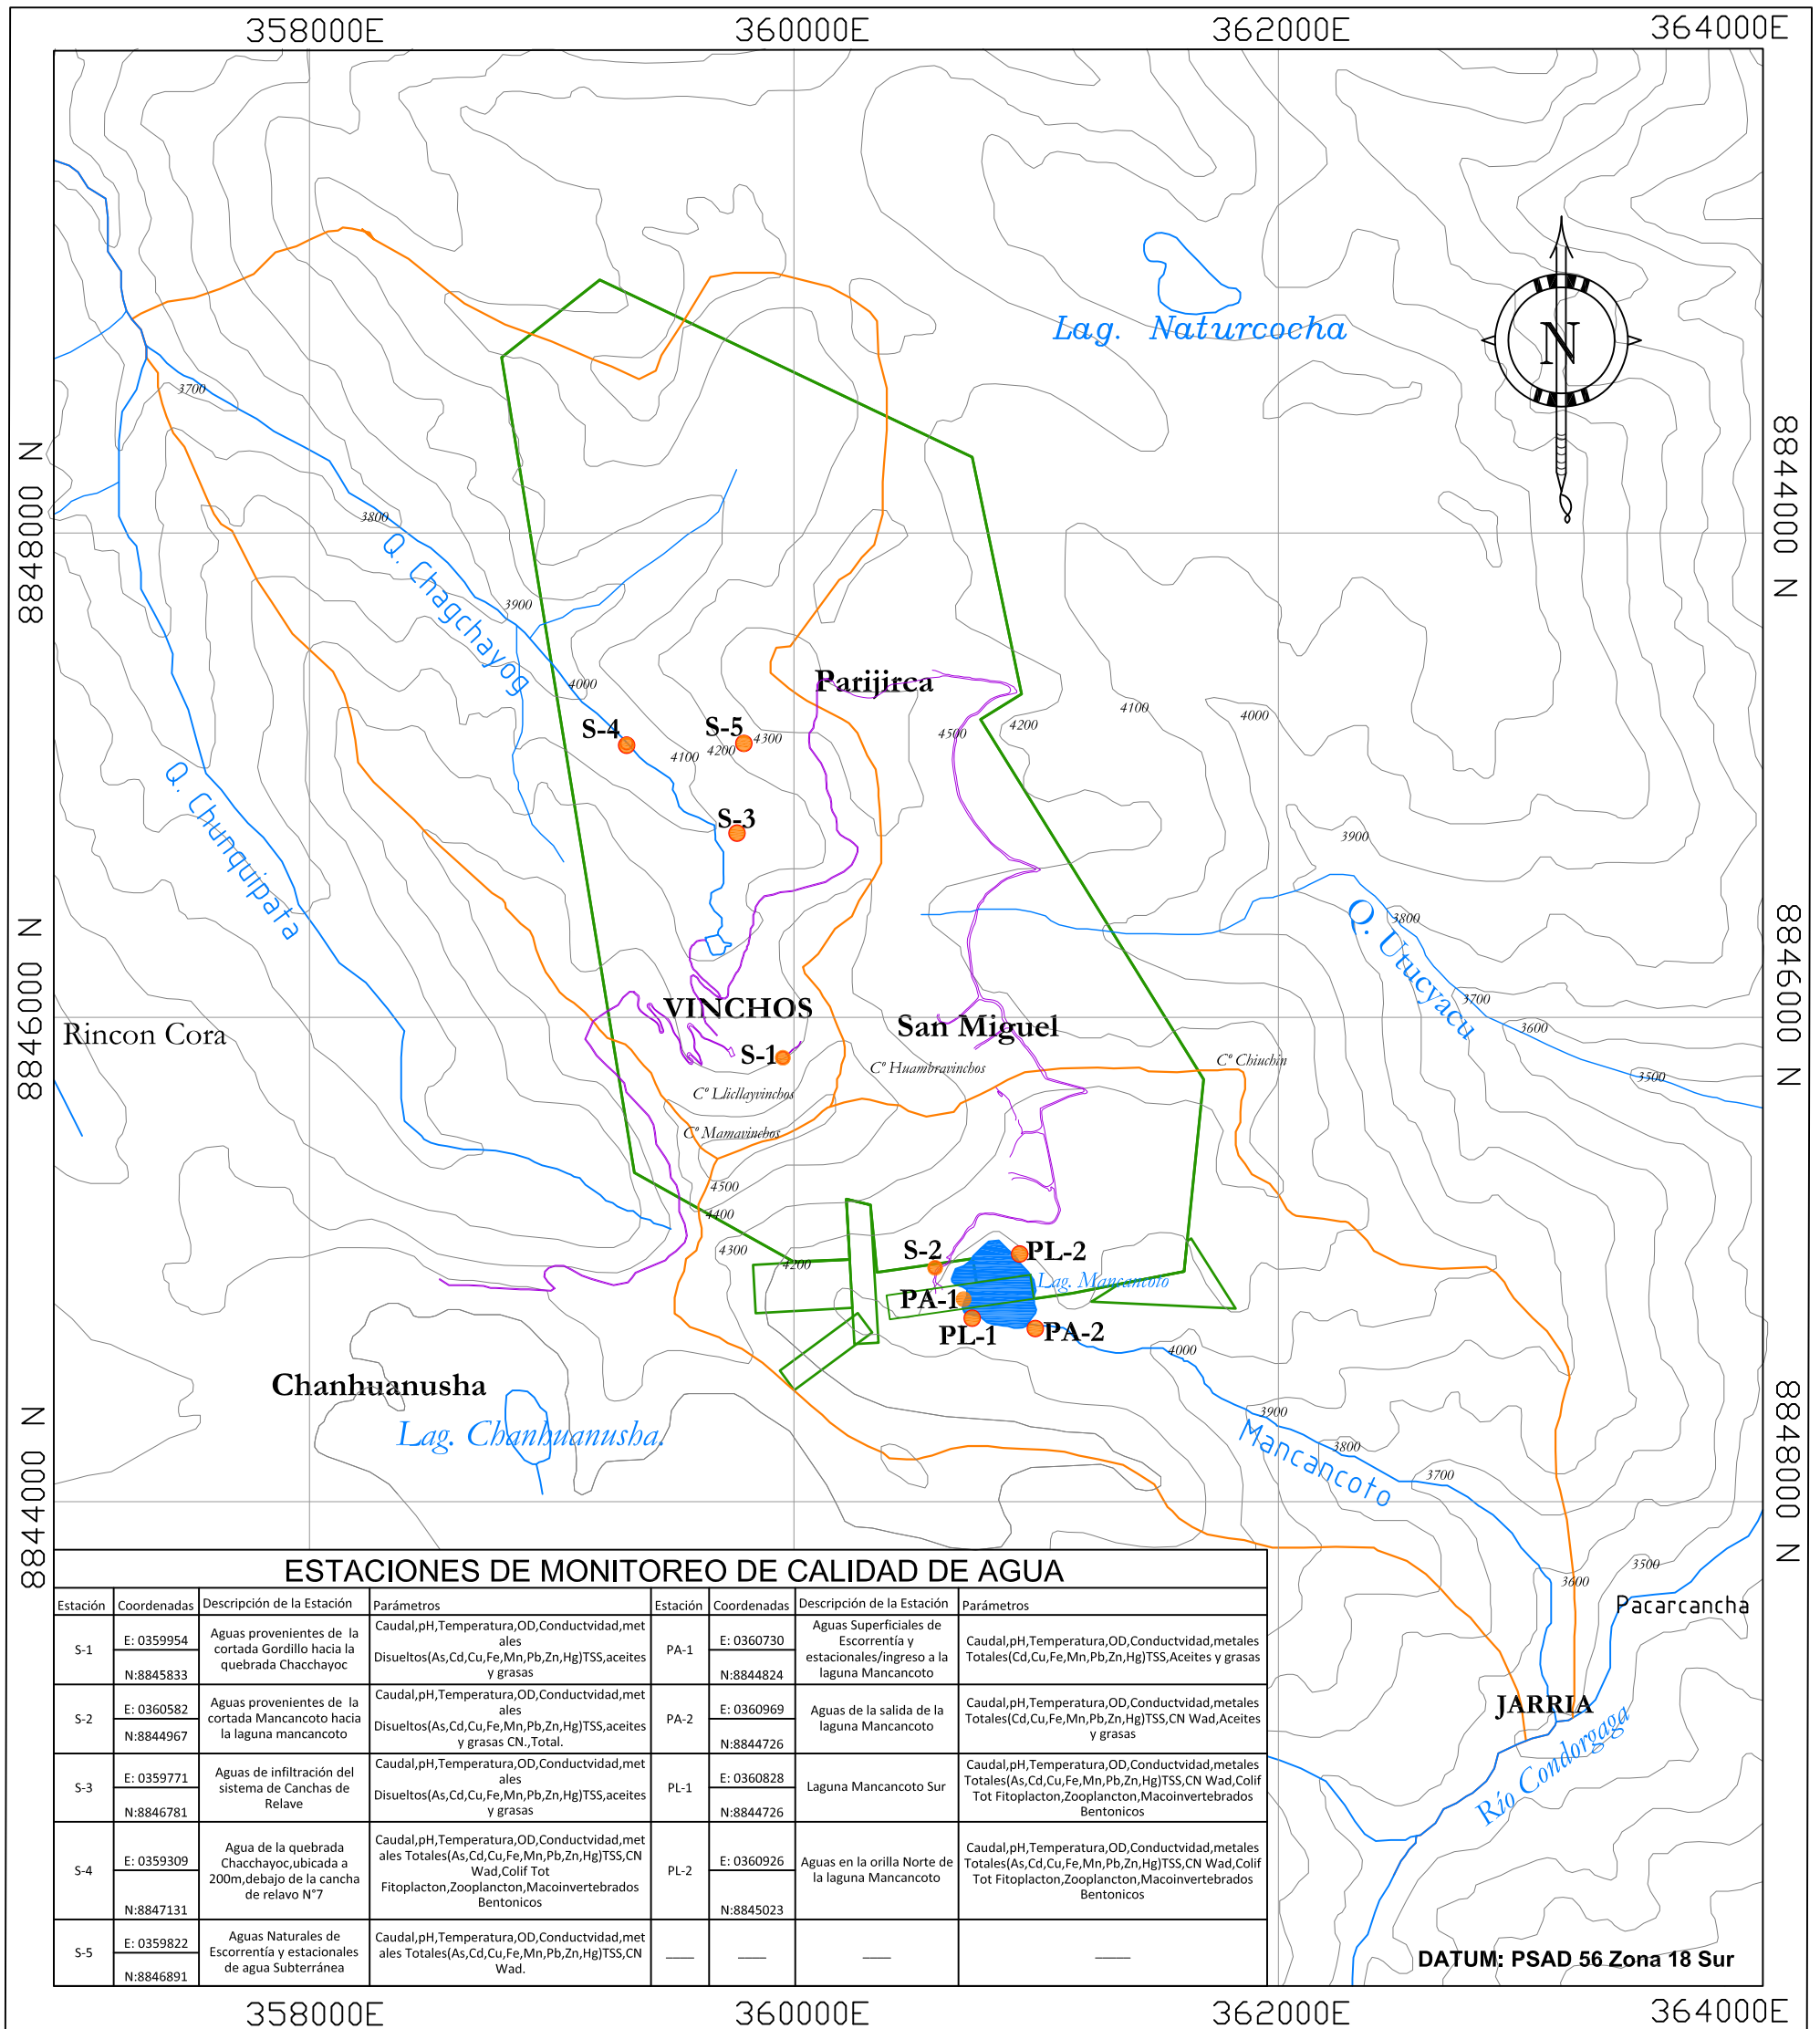 358000E
360000E
362000E
364000E
Lag. Naturcocha
N
3700
8848000 N
8844000 N
3800
Q. Chagchayog
3900
Parijirca
4000
4100
4000
4200
4500
S-4
S-5
4300
4200
4100
Q. Chunquipata
S-3
3900
3800
Q. Utucyacu
8846000 N
8846000 N
VINCHOS
3700
3600
Rincon Cora
San Miguel
S-1
C° Huambravinchos
C° Chiuchin
3500
C° Lliclla­yvinchos
C° Mamavinchos
4500
4400
4300
4200
S-2
PL-2
Lag. Mancancoto
PA-1
PL-1
PA-2
4000
Chanhuanusha
Lag. Chanhuanusha.
3900
3800
Mancancoto
3700
8844000 N
8848000 N
3500
3600
Pacarcancha
JARRIA
Río Condorgaga
ESTACIONES DE MONITOREO DE CALIDAD DE AGUA
Estación Coordenadas Descripción de la Estación Parámetros Estación Coordenadas Descripción de la Estación Parámetros
S-1
E: 0359954
N:8845833
Aguas provenientes de la
cortada Gordillo hacia la
quebrada Chacchayoc
Caudal,pH,Temperatura,OD,Conductvidad,met
ales
Disueltos(As,Cd,Cu,Fe,Mn,Pb,Zn,Hg)TSS,aceites
y grasas
PA-1
E: 0360730
N:8844824
Aguas Superficiales de
Escorrentía y
estacionales/ingreso a la
laguna Mancancoto
Caudal,pH,Temperatura,OD,Conductvidad,metales
Totales(Cd,Cu,Fe,Mn,Pb,Zn,Hg)TSS,Aceites y grasas
S-2
E: 0360582
N:8844967
Aguas provenientes de la
cortada Mancancoto hacia
la laguna mancancoto
Caudal,pH,Temperatura,OD,Conductvidad,met
ales
Disueltos(As,Cd,Cu,Fe,Mn,Pb,Zn,Hg)TSS,aceites
y grasas CN.,Total.
PA-2
E: 0360969
N:8844726
Aguas de la salida de la
laguna Mancancoto
Caudal,pH,Temperatura,OD,Conductvidad,metales
Totales(Cd,Cu,Fe,Mn,Pb,Zn,Hg)TSS,CN Wad,Aceites
y grasas
S-3
E: 0359771
N:8846781
Aguas de infiltración del
sistema de Canchas de
Relave
Caudal,pH,Temperatura,OD,Conductvidad,met
ales
Disueltos(As,Cd,Cu,Fe,Mn,Pb,Zn,Hg)TSS,aceites
y grasas
PL-1
E: 0360828
N:8844726
Laguna Mancancoto Sur
Caudal,pH,Temperatura,OD,Conductvidad,metales
Totales(As,Cd,Cu,Fe,Mn,Pb,Zn,Hg)TSS,CN Wad,Colif
Tot Fitoplacton,Zooplancton,Macoinvertebrados
Bentonicos
S-4
E: 0359309
N:8847131
Agua de la quebrada
Chacchayoc,ubicada a
200m,debajo de la cancha
de relavo N°7
Caudal,pH,Temperatura,OD,Conductvidad,met
ales Totales(As,Cd,Cu,Fe,Mn,Pb,Zn,Hg)TSS,CN
Wad,Colif Tot
Fitoplacton,Zooplancton,Macoinvertebrados
Bentonicos
PL-2
E: 0360926
N:8845023
Aguas en la orilla Norte de
la laguna Mancancoto
Caudal,pH,Temperatura,OD,Conductvidad,metales
Totales(As,Cd,Cu,Fe,Mn,Pb,Zn,Hg)TSS,CN Wad,Colif
Tot Fitoplacton,Zooplancton,Macoinvertebrados
Bentonicos
S-5
E: 0359822
N:8846891
Aguas Naturales de
Escorrentía y estacionales
de agua Subterránea
Caudal,pH,Temperatura,OD,Conductvidad,met
ales Totales(As,Cd,Cu,Fe,Mn,Pb,Zn,Hg)TSS,CN
Wad.
DATUM: PSAD 56 Zona 18 Sur
358000E
360000E
362000E
364000E